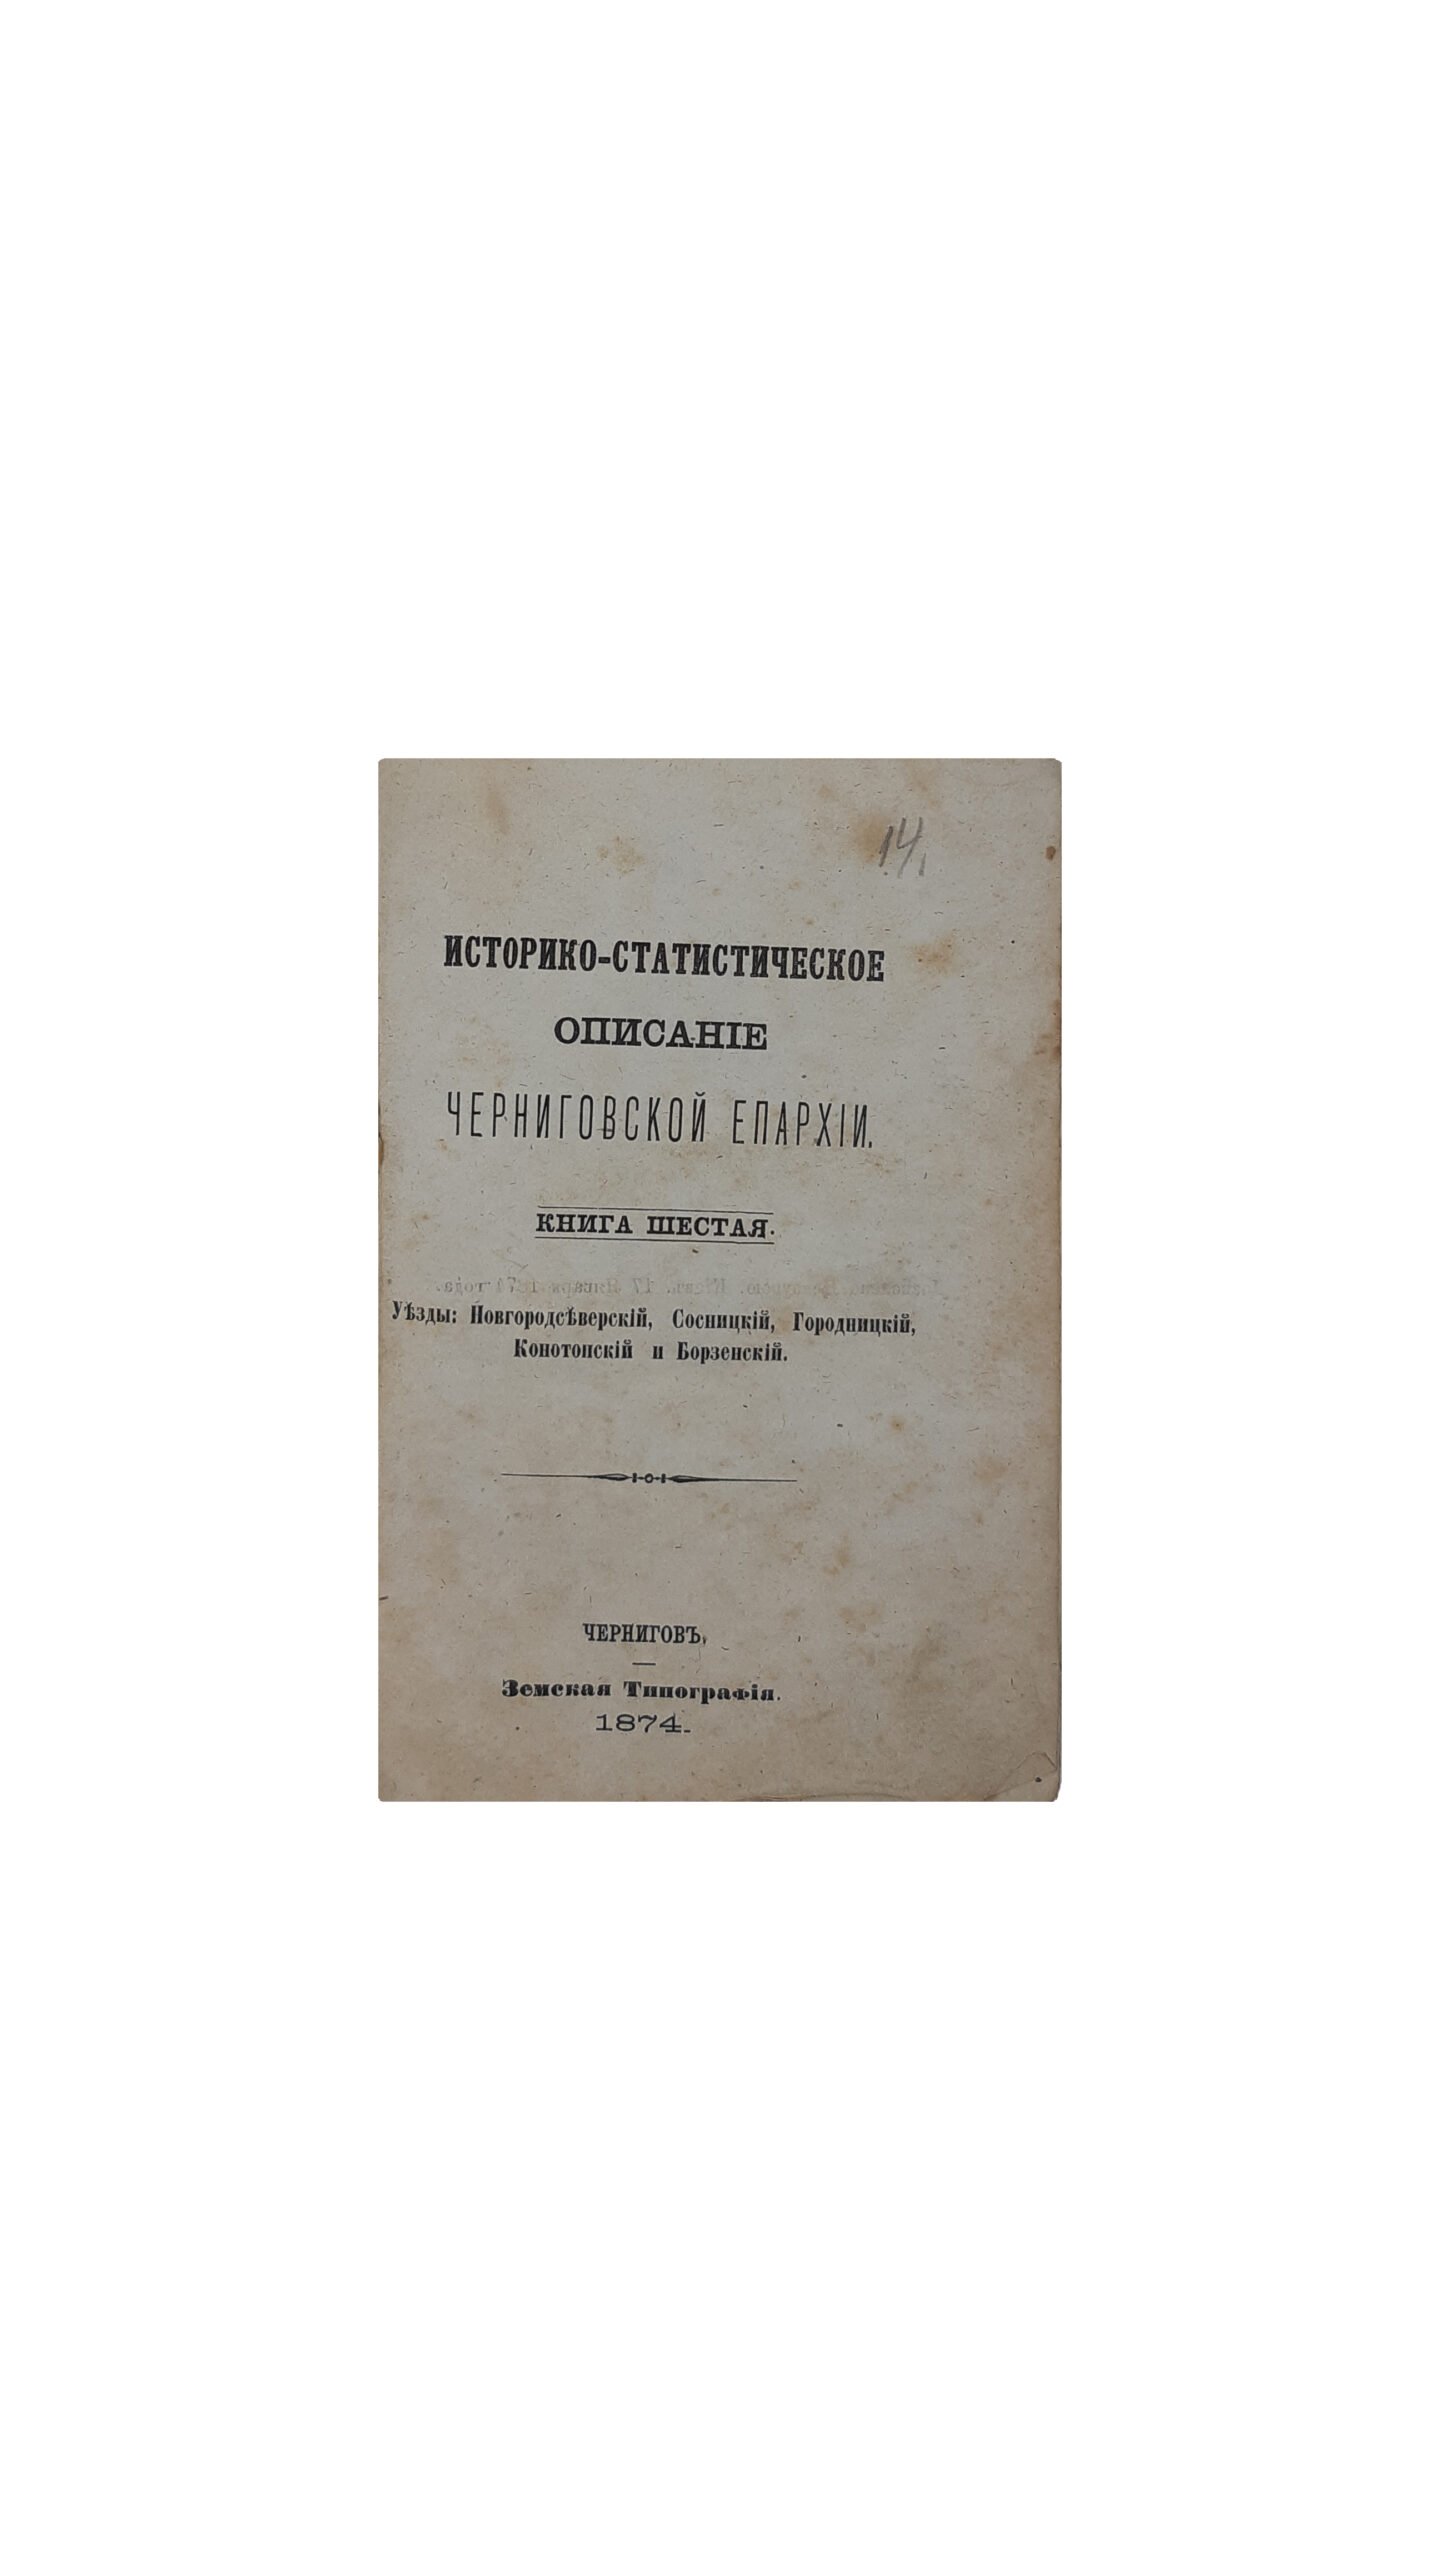 14.
ИСТОРИКО-СТАТИСТИЧЕСКОЕ
ОПИСАНІЕ
ЧЕРНИГОВСКОЙ ЕПАРХІИ.
КНИГА ШЕСТАЯ.
Уѣзды: Новгородсѣверскій, Сосницкій, Городницкій,
Конотопскій и Борзенскій.
ЧЕРНИГОВЪ.
Земская Типографія.
1874.